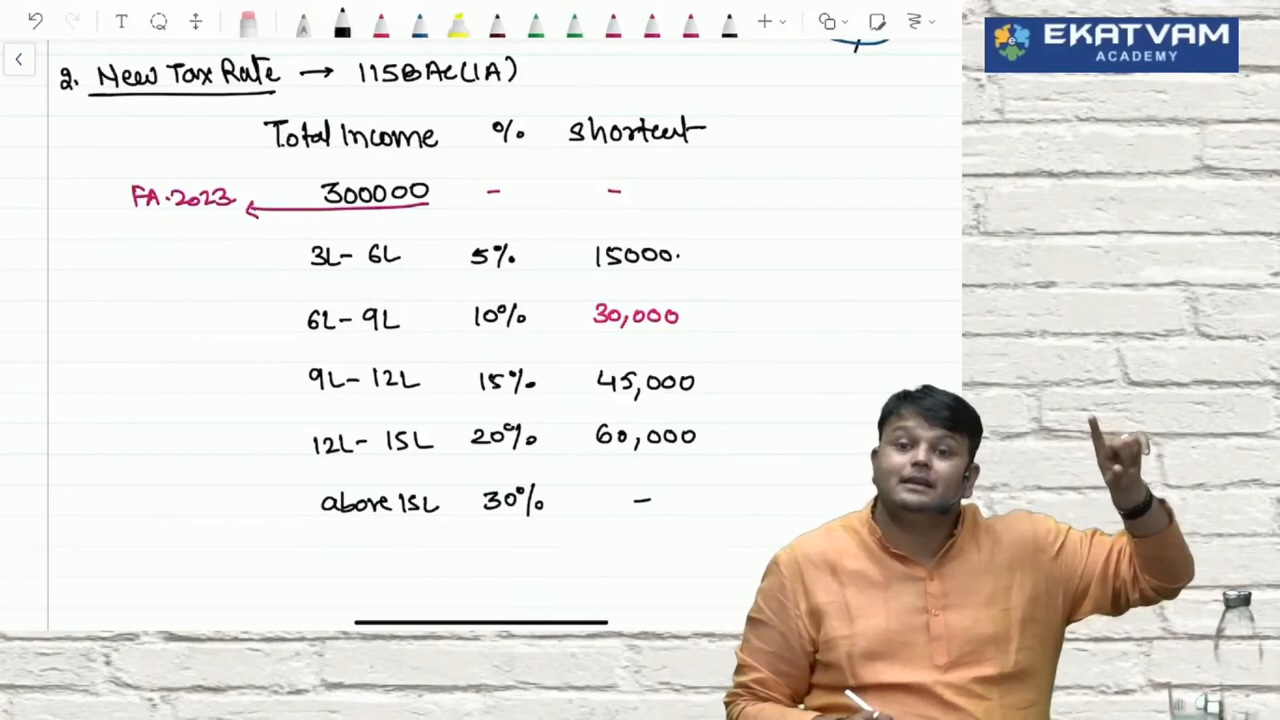 EKATVAM
ACADEMY
2. New Tax Rate → 115BAC(1A)
Total Income % Shortcut
FA.2023 300000 - -
3L- 6L 5% 15000.
6L- 9L 10% 30,000
9L- 12L 15% 45,000
12L- 15L 20% 60,000
above 15L 30% -